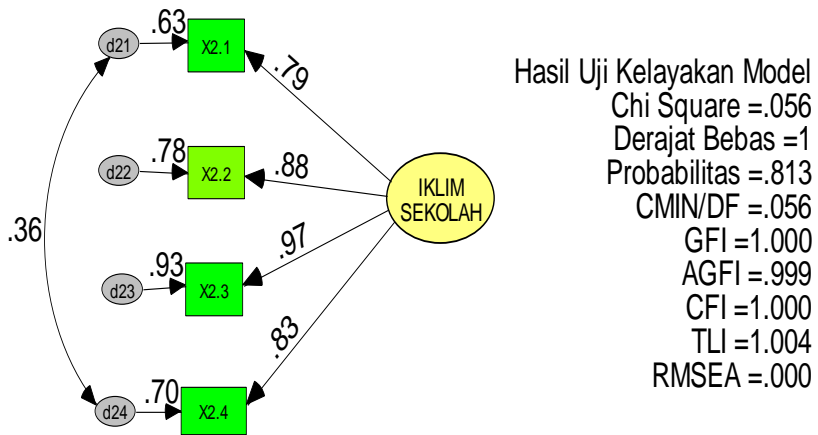 .63
d21
X2.1
.79
.78
d22
X2.2
.88
IKLIM
SEKOLAH
.36
.93
d23
X2.3
.97
.83
.70
d24
X2.4
Hasil Uji Kelayakan Model
Chi Square =.056
Derajat Bebas =1
Probabilitas =.813
CMIN/DF =.056
GFI =1.000
AGFI =.999
CFI =1.000
TLI =1.004
RMSEA =.000